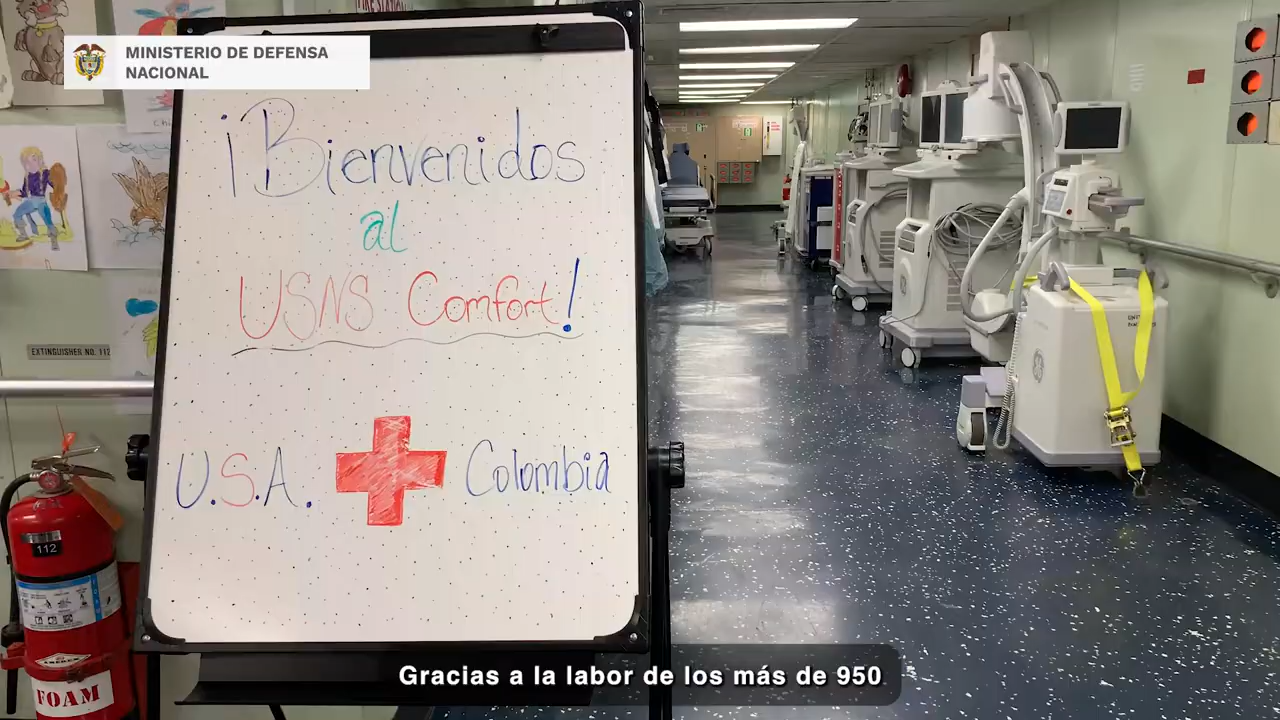 MINISTERIO DE DEFENSA
NACIONAL
¡Bienvenidos
al
USNS Comfort!
U.S.A. Colombia
EXTINGUISHER NO. 112
112
FOAM
Gracias a la labor de los más de 950